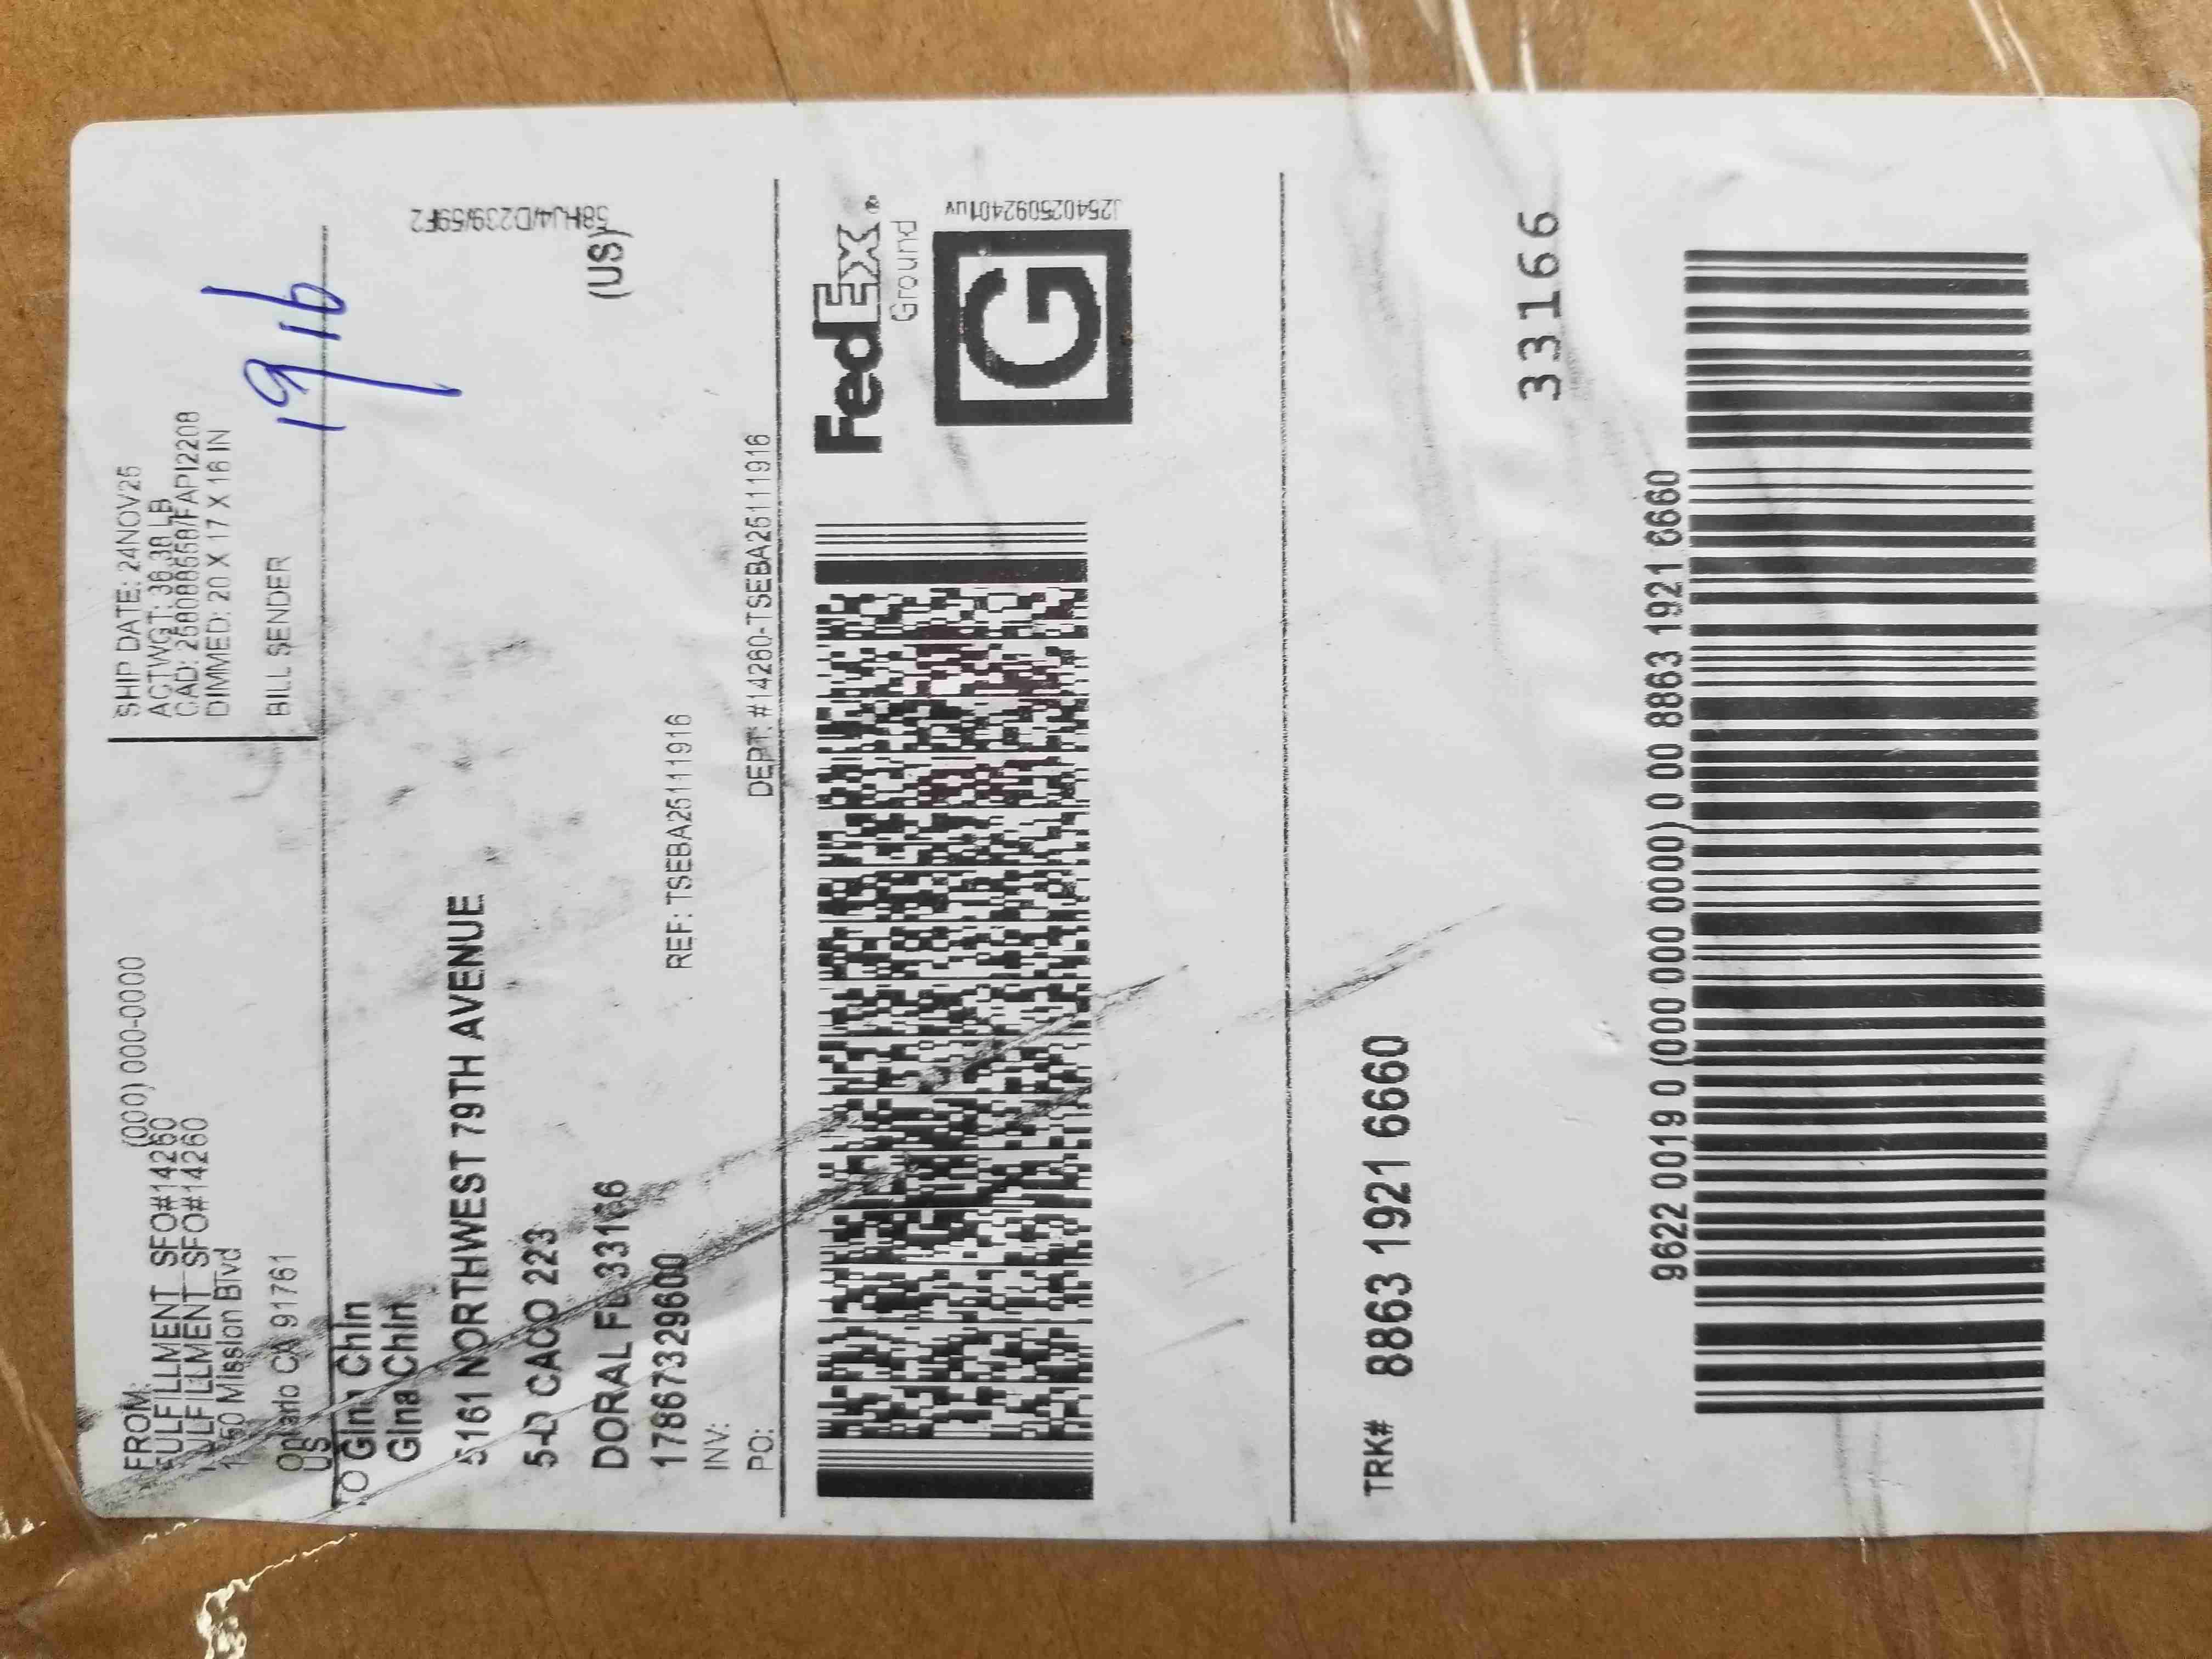 FROM: (000) 000-0000
FULFILLMENT SFO#14260
FULFILLMENT SFO#14260
Mission Blvd
Ontario CA 91761
US
SHIP DATE: 24NOV25
ACTWGT: 36.38 LB
DIMMED: 20 X 17 X 16 IN
BILL SENDER
19 lb
TO Gina Chin
Gina Chin
5161 NORTHWEST 79TH AVENUE
5-D CACO 223
DORAL FL 33166
(US)
17867329600
REF: TSEBA25111916
INV:
PO:
DEPT: #14260-TSEBA25111916
58HJ4/D239/59F2
FedEx®
Ground
G
J254025092401uv
TRK# 8863 1921 6660
33166
9622 0019 0 (000 000 0000) 0 00 8863 1921 6660